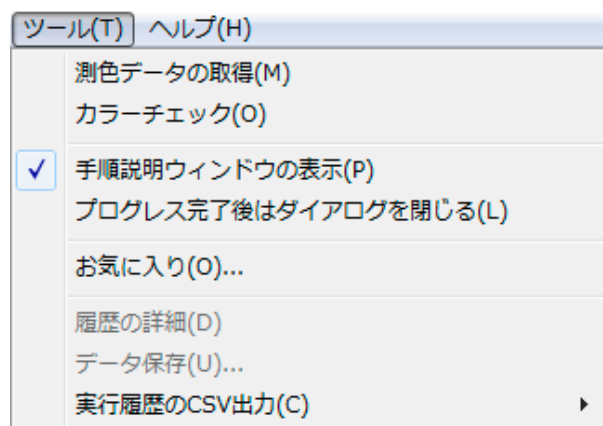 ツール(T) ヘルプ(H)
測色データの取得(M)
カラーチェック(O)
手順説明ウィンドウの表示(P)
プログレス完了後はダイアログを閉じる(L)
お気に入り(O)...
履歴の詳細(D)
データ保存(U)...
実行履歴のCSV出力(C)